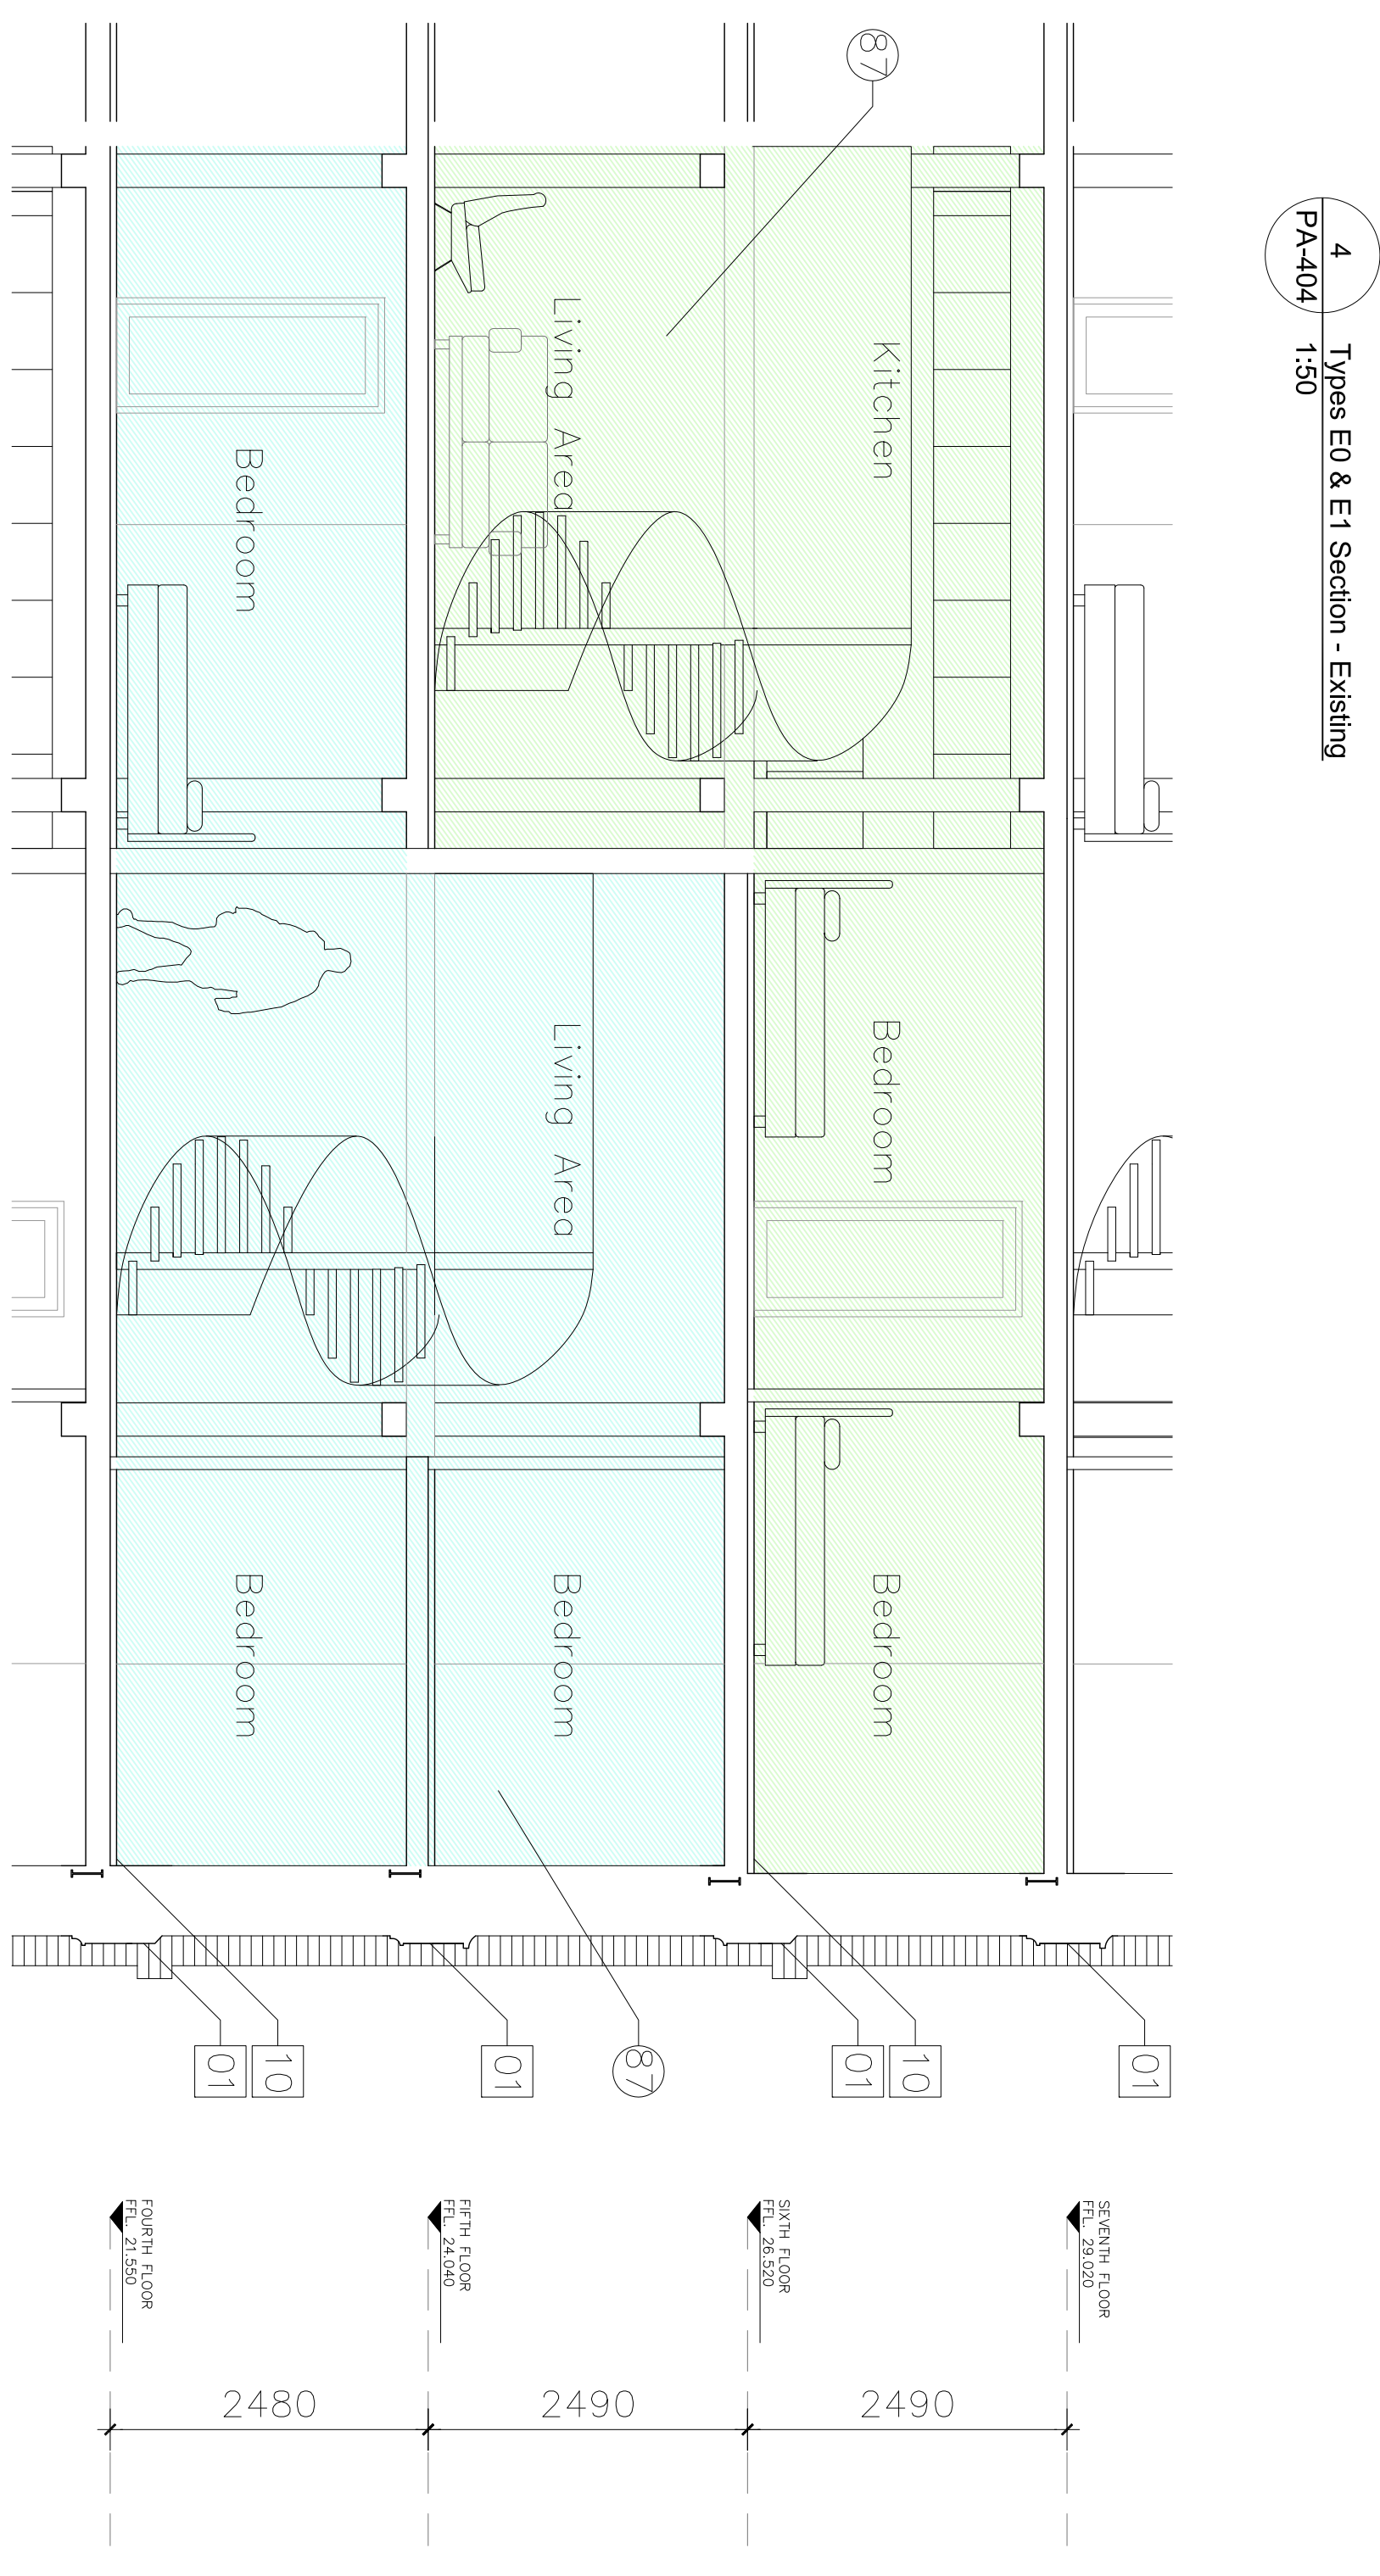 4
PA-404
Types E0 & E1 Section - Existing
1:50
87
Kitchen
Living Area
Bedroom
Bedroom
Living Area
Bedroom
Bedroom
Bedroom
01
10
01
87
01
10
01
SEVENTH FLOOR
FFL. 29.020
SIXTH FLOOR
FFL. 26.520
FIFTH FLOOR
FFL. 24.040
FOURTH FLOOR
FFL. 21.550
2490
2490
2480